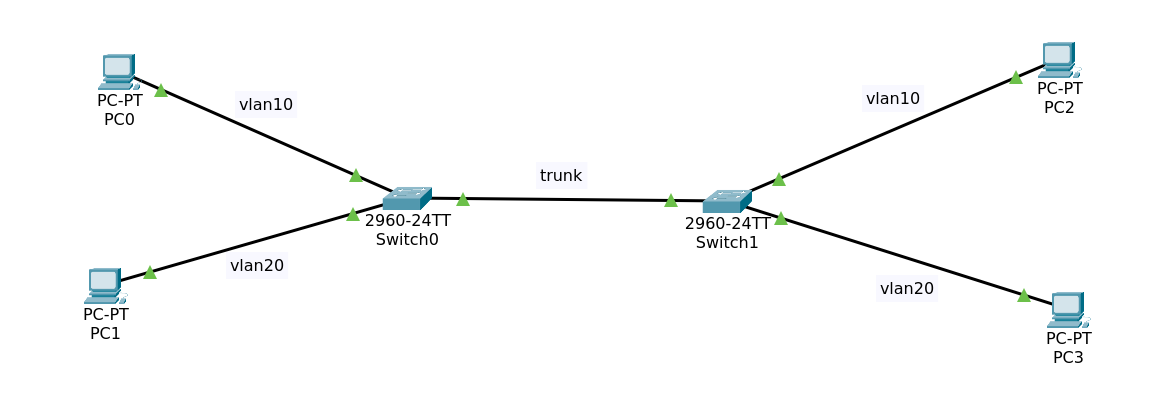 PC-PT
PC0
vlan10
vlan10
PC-PT
PC2
trunk
2960-24TT
Switch0
2960-24TT
Switch1
vlan20
vlan20
PC-PT
PC1
PC-PT
PC3